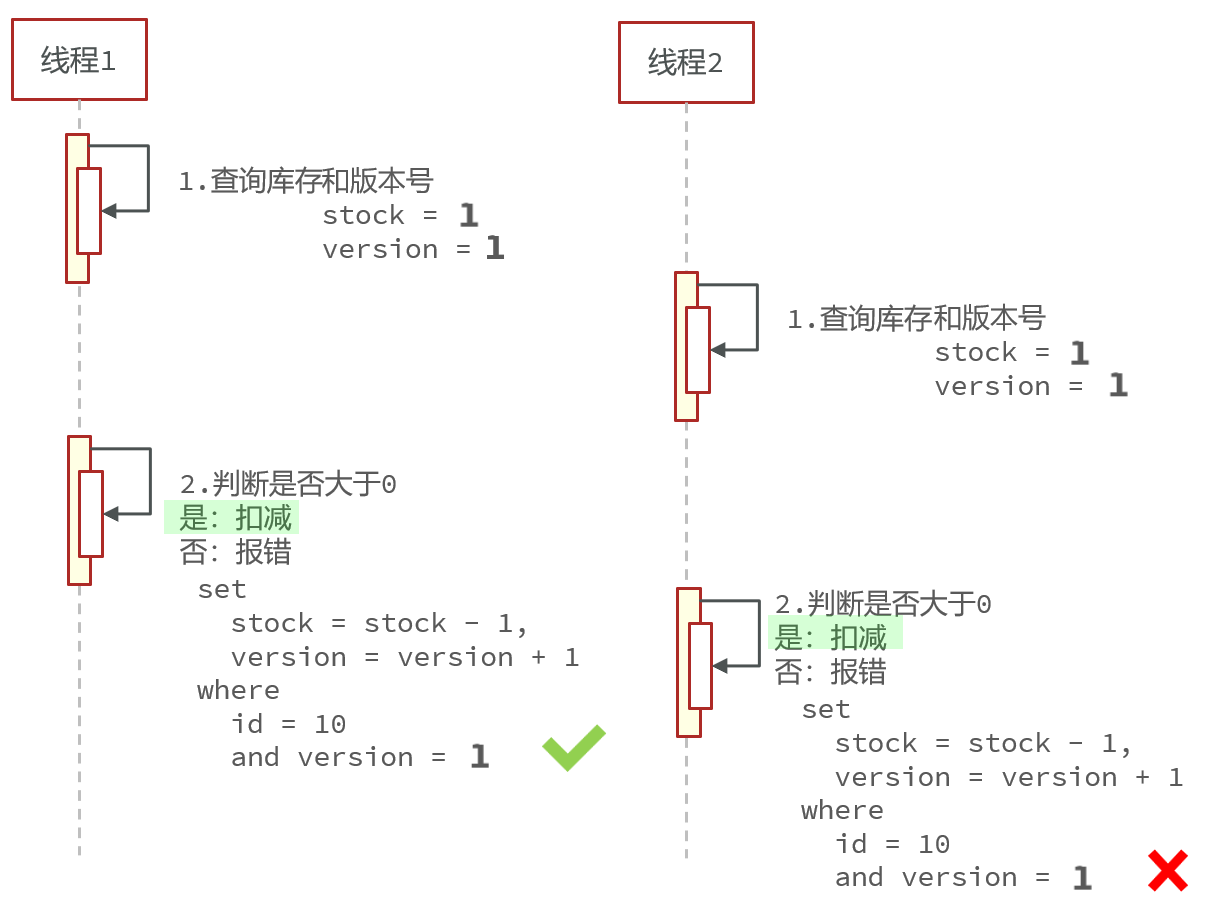 线程1
1.查询库存和版本号
stock = 1
version = 1
2.判断是否大于0
是：扣减
否：报错
set
stock = stock - 1,
version = version + 1
where
id = 10
and version = 1
线程2
1.查询库存和版本号
stock = 1
version = 1
2.判断是否大于0
是：扣减
否：报错
set
stock = stock - 1,
version = version + 1
where
id = 10
and version = 1